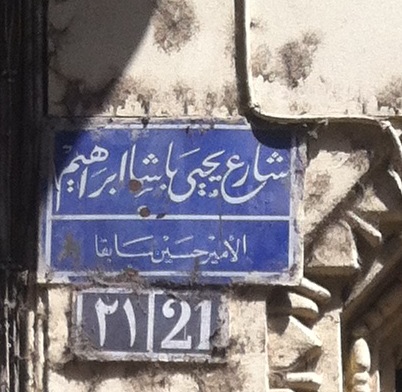 شارع يحيى باشا ابراهيم
الأمير حسين سابقا
٢١ 21